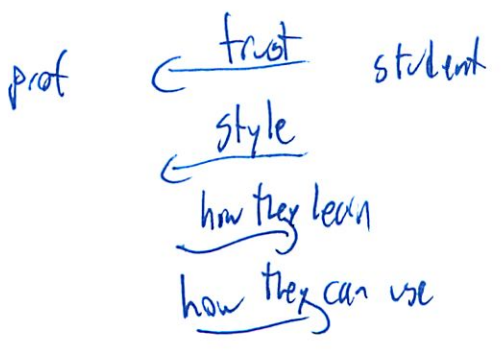 prof trust student
style
how they learn
how they can use